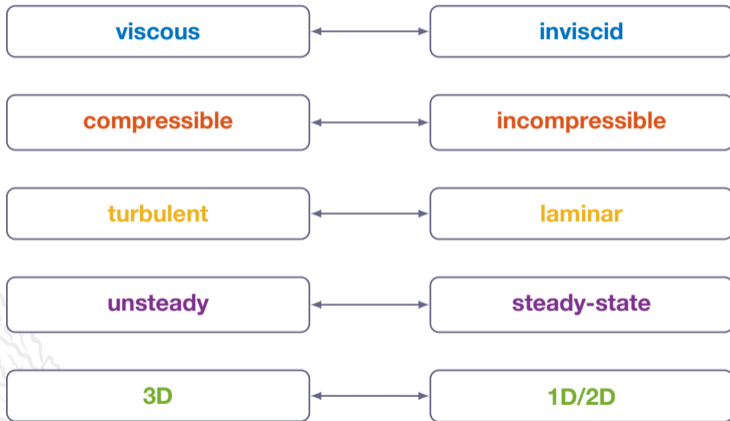 viscous inviscid
compressible incompressible
turbulent laminar
unsteady steady-state
3D 1D/2D